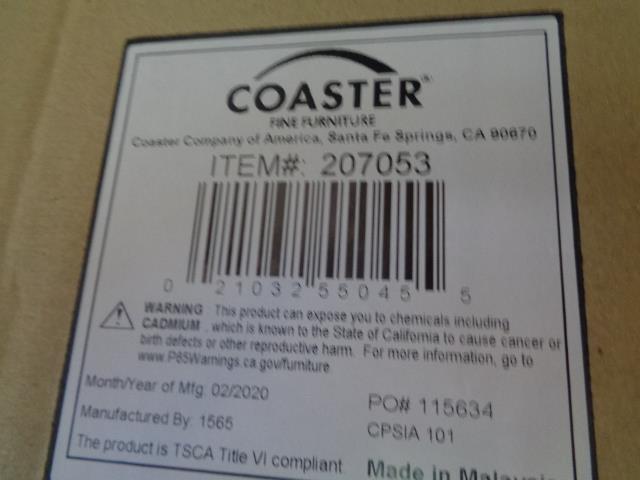 COASTER®
FINE FURNITURE
Coaster Company of America, Santa Fe Springs, CA 90670
ITEM#: 207053
0 21032 55045 5
WARNING This product can expose you to chemicals including
CADMIUM , which is known to the State of California to cause cancer or
birth defects or other reproductive harm. For more information, go to
www.P65Warnings.ca.gov/furniture
Month/Year of Mfg: 02/2020
PO# 115634
Manufactured By: 1565
CPSIA 101
The product is TSCA Title VI compliant
Made in Malaysia